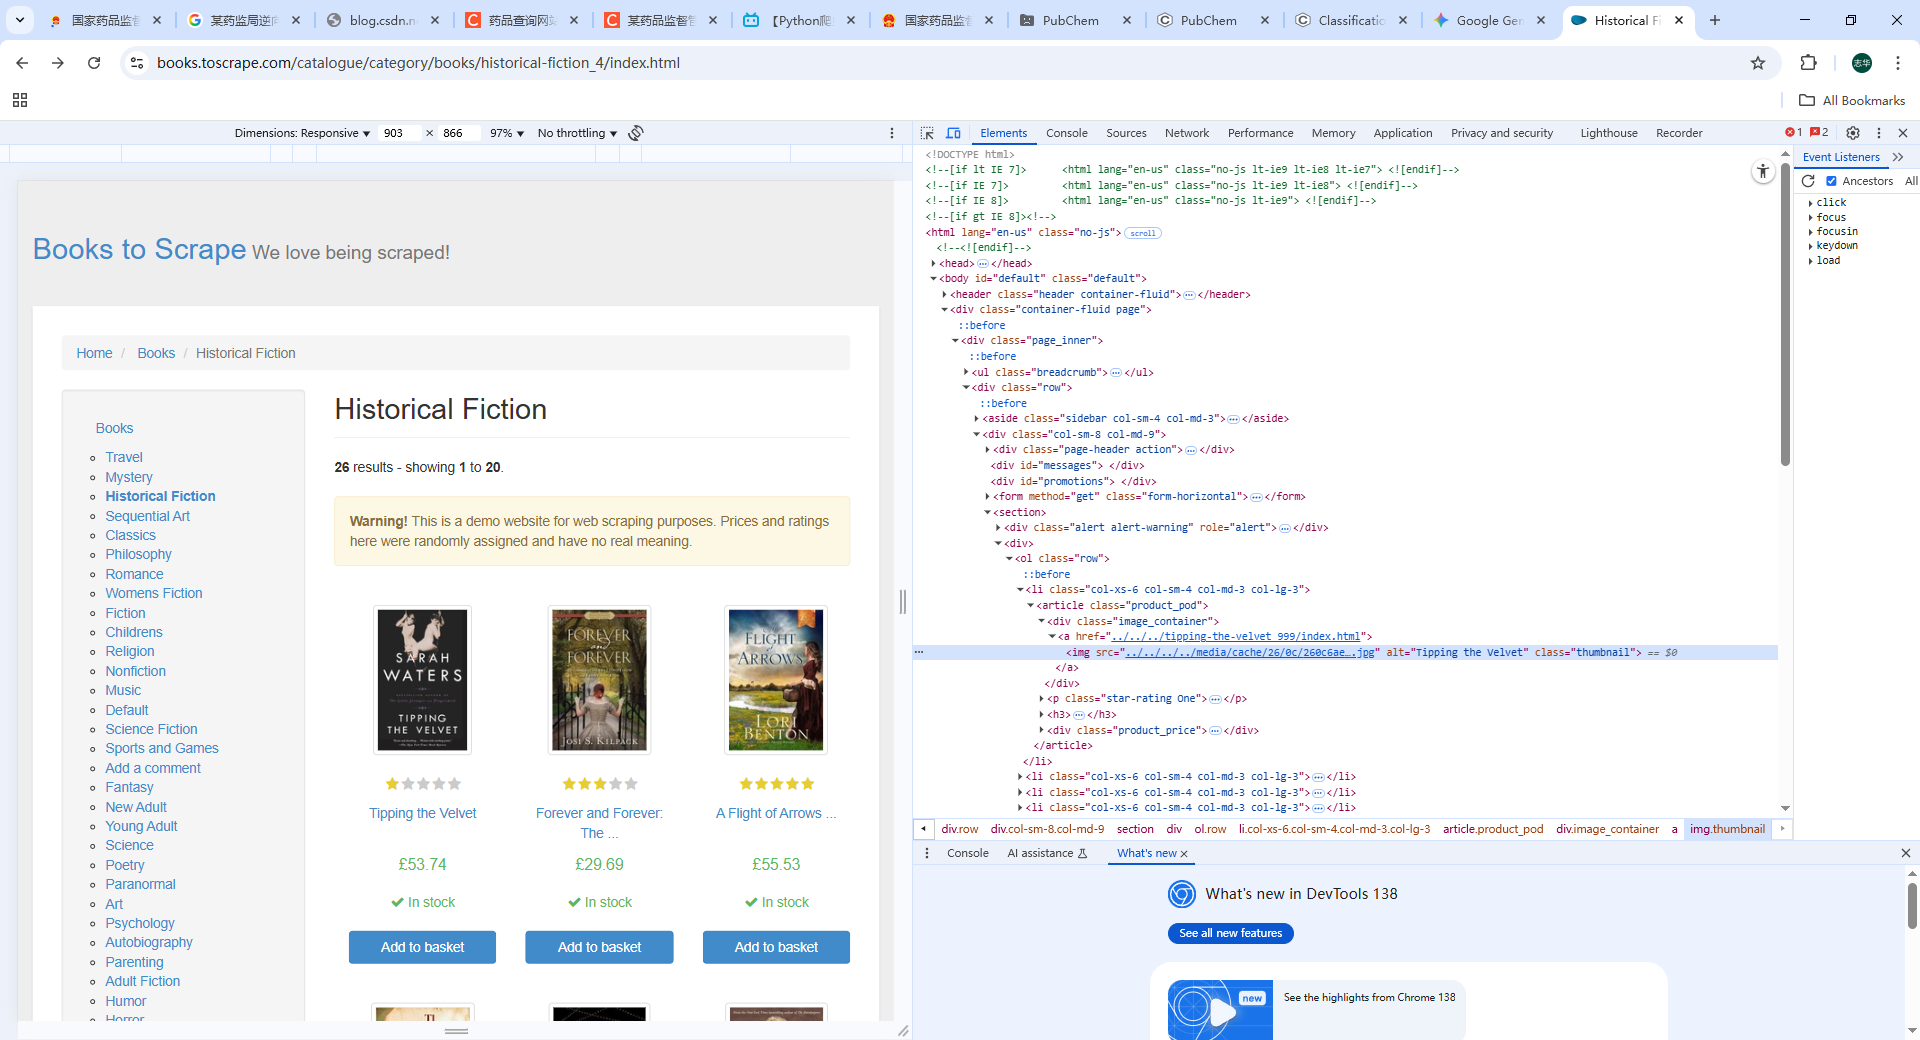 国家药品监督
某药监局逆向
blog.csdn.n
药品查询网站
某药品监督管
【Python爬
国家药品监督
PubChem
PubChem
Classificatio
Google Gen
Historical Fi
books.toscrape.com/catalogue/category/books/historical-fiction_4/index.html
志华
All Bookmarks
Dimensions: Responsive 903 × 866 97% No throttling
Elements Console Sources Network Performance Memory Application Privacy and security Lighthouse Recorder 1 2
Books to Scrape We love being scraped!
Home / Books / Historical Fiction
Books
Travel
Mystery
Historical Fiction
Sequential Art
Classics
Philosophy
Romance
Womens Fiction
Fiction
Childrens
Religion
Nonfiction
Music
Default
Science Fiction
Sports and Games
Add a comment
Fantasy
New Adult
Young Adult
Science
Poetry
Paranormal
Art
Psychology
Autobiography
Parenting
Adult Fiction
Humor
Horror
Historical Fiction
26 results - showing 1 to 20.
Warning! This is a demo website for web scraping purposes. Prices and ratings
here were randomly assigned and have no real meaning.
SARAH
WATERS
TIPPING
THE VELVET
FOREVER
and
FOREVER
JOSI S. KILPACK
FLIGHT
of
ARROWS
LORI
BENTON
Tipping the Velvet
£53.74
In stock
Add to basket
Forever and Forever:
The ...
£29.69
In stock
Add to basket
A Flight of Arrows ...
£55.53
In stock
Add to basket
<!DOCTYPE html>
<!--[if lt IE 7]> <html lang="en-us" class="no-js lt-ie9 lt-ie8 lt-ie7"> <![endif]-->
<!--[if IE 7]> <html lang="en-us" class="no-js lt-ie9 lt-ie8"> <![endif]-->
<!--[if IE 8]> <html lang="en-us" class="no-js lt-ie9"> <![endif]-->
<!--[if gt IE 8]><!-->
<html lang="en-us" class="no-js"> scroll
<!--<![endif]-->
<head> … </head>
<body id="default" class="default">
<header class="header container-fluid"> … </header>
<div class="container-fluid page">
::before
<div class="page_inner">
::before
<ul class="breadcrumb"> … </ul>
<div class="row">
::before
<aside class="sidebar col-sm-4 col-md-3"> … </aside>
<div class="col-sm-8 col-md-9">
<div class="page-header action"> … </div>
<div id="messages"> </div>
<div id="promotions"> </div>
<form method="get" class="form-horizontal"> … </form>
<section>
<div class="alert alert-warning" role="alert"> … </div>
<div>
<ol class="row">
::before
<li class="col-xs-6 col-sm-4 col-md-3 col-lg-3">
<article class="product_pod">
<div class="image_container">
<a href="../../../tipping-the-velvet_999/index.html">
<img src="../../../../media/cache/26/0c/260c6ae….jpg" alt="Tipping the Velvet" class="thumbnail"> == $0
</a>
</div>
<p class="star-rating One"> … </p>
<h3> … </h3>
<div class="product_price"> … </div>
</article>
</li>
<li class="col-xs-6 col-sm-4 col-md-3 col-lg-3"> … </li>
<li class="col-xs-6 col-sm-4 col-md-3 col-lg-3"> … </li>
<li class="col-xs-6 col-sm-4 col-md-3 col-lg-3"> … </li>
div.row div.col-sm-8.col-md-9 section div ol.row li.col-xs-6.col-sm-4.col-md-3.col-lg-3 article.product_pod div.image_container a img.thumbnail
Event Listeners
Ancestors All
click
focus
focusin
keydown
load
Console AI assistance What's new
What's new in DevTools 138
See all new features
new
See the highlights from Chrome 138